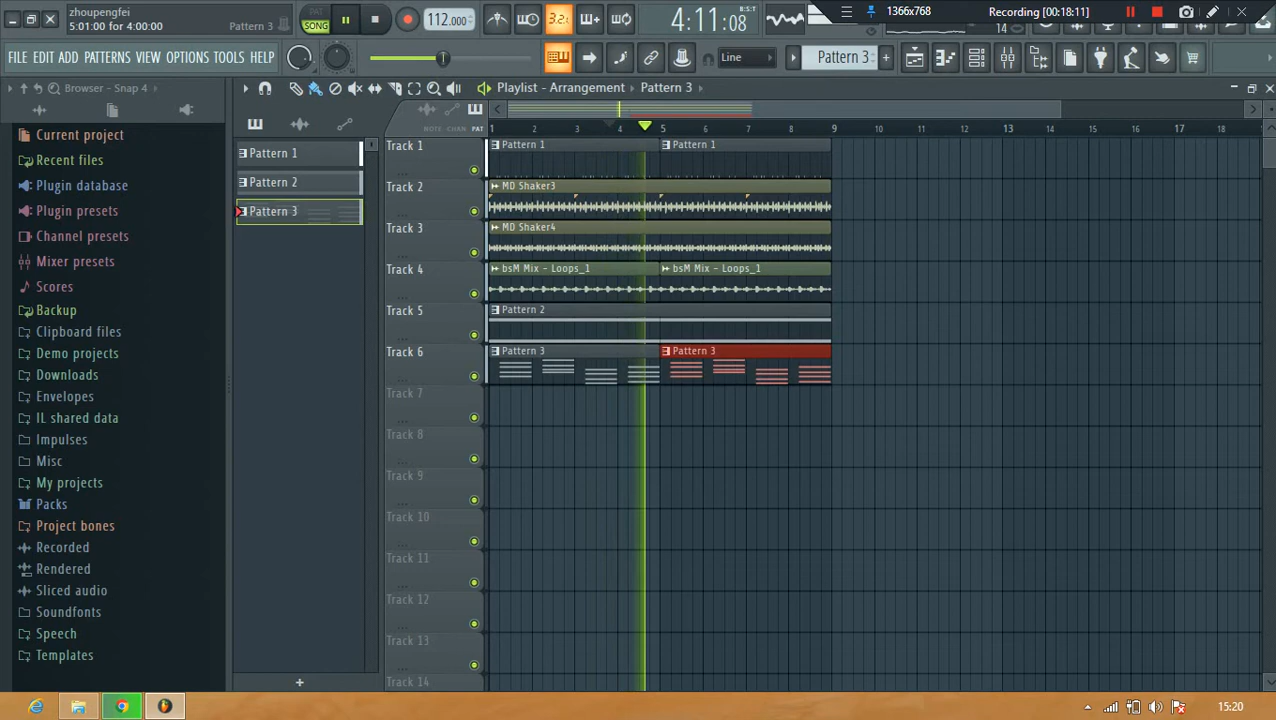 zhoupengfei
5:01:00 for 4:00:00
Pattern 3
PAT
SONG
112.000
3.2
4:11:08
B:S:T
14
1366x768
Recording [00:18:11]
FILE EDIT ADD PATTERNS VIEW OPTIONS TOOLS HELP
Line
Pattern 3
Browser - Snap 4
Playlist - Arrangement
Pattern 3
NOTE CHAN PAT
1 2 3 4 5 6 7 8 9 10 11 12 13 14 15 16 17 18
Current project
Recent files
Plugin database
Plugin presets
Channel presets
Mixer presets
Scores
Backup
Clipboard files
Demo projects
Downloads
Envelopes
IL shared data
Impulses
Misc
My projects
Packs
Project bones
Recorded
Rendered
Sliced audio
Soundfonts
Speech
Templates
Pattern 1
Pattern 2
Pattern 3
Track 1
Pattern 1
Pattern 1
Track 2
MD Shaker3
Track 3
MD Shaker4
Track 4
bsM Mix - Loops_1
bsM Mix - Loops_1
Track 5
Pattern 2
Track 6
Pattern 3
Pattern 3
Track 7
Track 8
Track 9
Track 10
Track 11
Track 12
Track 13
Track 14
15:20